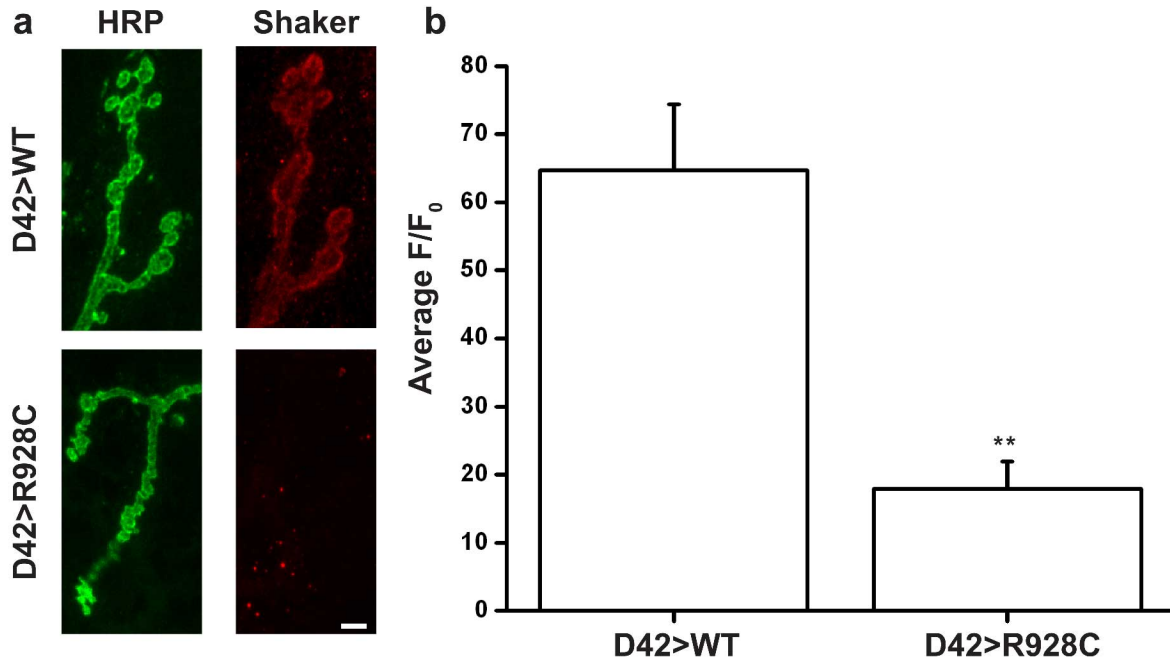 a
HRP
Shaker
D42>WT
D42>R928C
b
Average F/F₀
80
70
60
50
40
30
20
10
0
**
D42>WT
D42>R928C